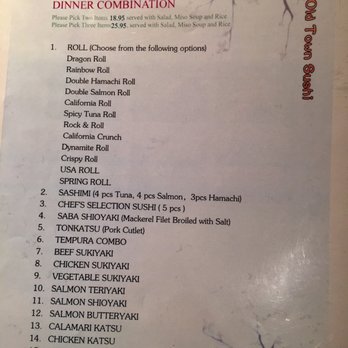 DINNER COMBINATION
Please Pick Two Items 18.95 served with Salad, Miso Soup and Rice
Please Pick Three Items 25.95, served with Salad, Miso Soup and Rice
Old Town Sushi
1. ROLL (Choose from the following options)
Dragon Roll
Rainbow Roll
Double Hamachi Roll
Double Salmon Roll
California Roll
Spicy Tuna Roll
Rock & Roll
California Crunch
Dynamite Roll
Crispy Roll
USA ROLL
SPRING ROLL
2. SASHIMI (4 pcs Tuna, 4 pcs Salmon, 3pcs Hamachi)
3. CHEF'S SELECTION SUSHI ( 5 pcs )
4. SABA SHIOYAKI (Mackerel Filet Broiled with Salt)
5. TONKATSU (Pork Cutlet)
6. TEMPURA COMBO
7. BEEF SUKIYAKI
8. CHICKEN SUKIYAKI
9. VEGETABLE SUKIYAKI
10. SALMON TERIYAKI
11. SALMON SHIOYAKI
12. SALMON BUTTERYAKI
13. CALAMARI KATSU
14. CHICKEN KATSU